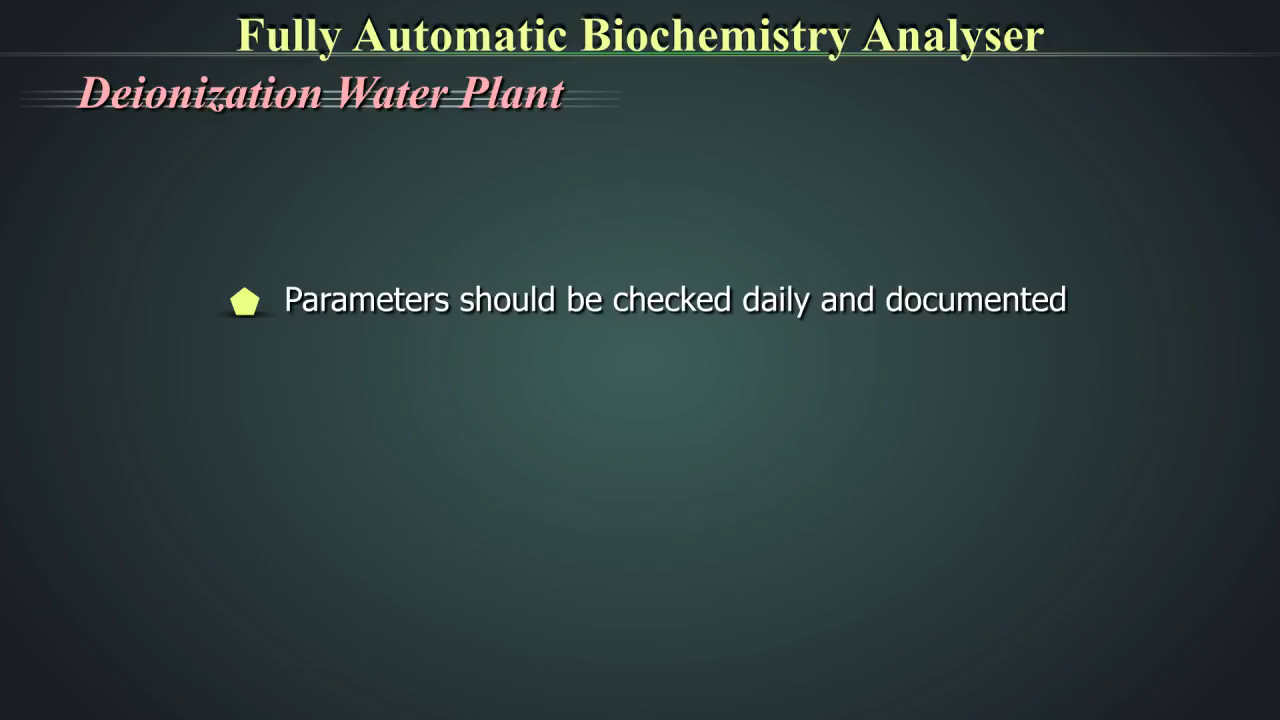 Fully Automatic Biochemistry Analyser
Deionization Water Plant
Parameters should be checked daily and documented